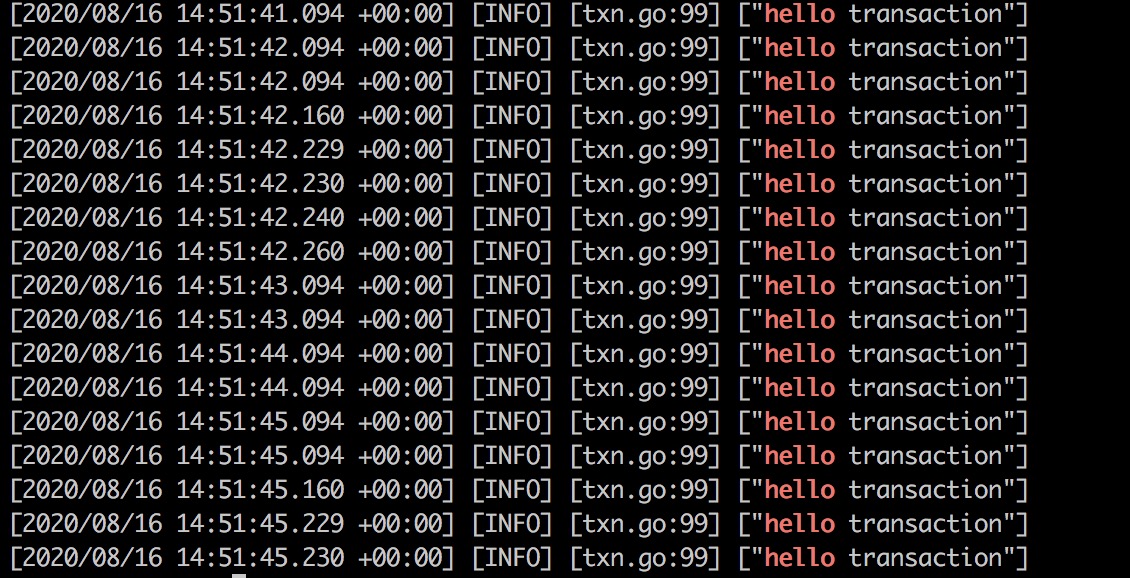 [2020/08/16 14:51:41.094 +00:00] [INFO] [txn.go:99] ["hello transaction"]
[2020/08/16 14:51:42.094 +00:00] [INFO] [txn.go:99] ["hello transaction"]
[2020/08/16 14:51:42.094 +00:00] [INFO] [txn.go:99] ["hello transaction"]
[2020/08/16 14:51:42.160 +00:00] [INFO] [txn.go:99] ["hello transaction"]
[2020/08/16 14:51:42.229 +00:00] [INFO] [txn.go:99] ["hello transaction"]
[2020/08/16 14:51:42.230 +00:00] [INFO] [txn.go:99] ["hello transaction"]
[2020/08/16 14:51:42.240 +00:00] [INFO] [txn.go:99] ["hello transaction"]
[2020/08/16 14:51:42.260 +00:00] [INFO] [txn.go:99] ["hello transaction"]
[2020/08/16 14:51:43.094 +00:00] [INFO] [txn.go:99] ["hello transaction"]
[2020/08/16 14:51:43.094 +00:00] [INFO] [txn.go:99] ["hello transaction"]
[2020/08/16 14:51:44.094 +00:00] [INFO] [txn.go:99] ["hello transaction"]
[2020/08/16 14:51:44.094 +00:00] [INFO] [txn.go:99] ["hello transaction"]
[2020/08/16 14:51:45.094 +00:00] [INFO] [txn.go:99] ["hello transaction"]
[2020/08/16 14:51:45.094 +00:00] [INFO] [txn.go:99] ["hello transaction"]
[2020/08/16 14:51:45.160 +00:00] [INFO] [txn.go:99] ["hello transaction"]
[2020/08/16 14:51:45.229 +00:00] [INFO] [txn.go:99] ["hello transaction"]
[2020/08/16 14:51:45.230 +00:00] [INFO] [txn.go:99] ["hello transaction"]